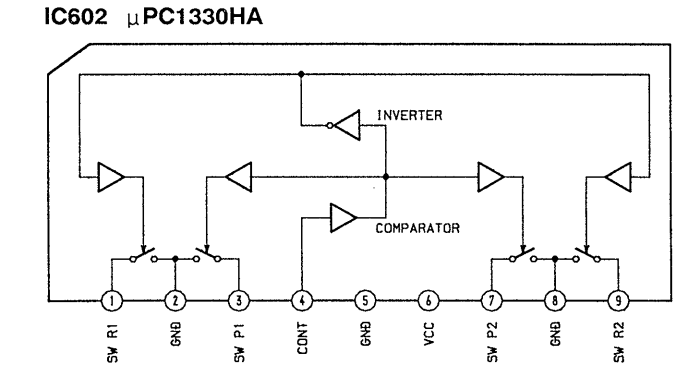 IC602 μPC1330HA
INVERTER
COMPARATOR
1 2 3 4 5 6 7 8 9
SW R1
GND
SW P1
CONT
GND
VCC
SW P2
GND
SW R2